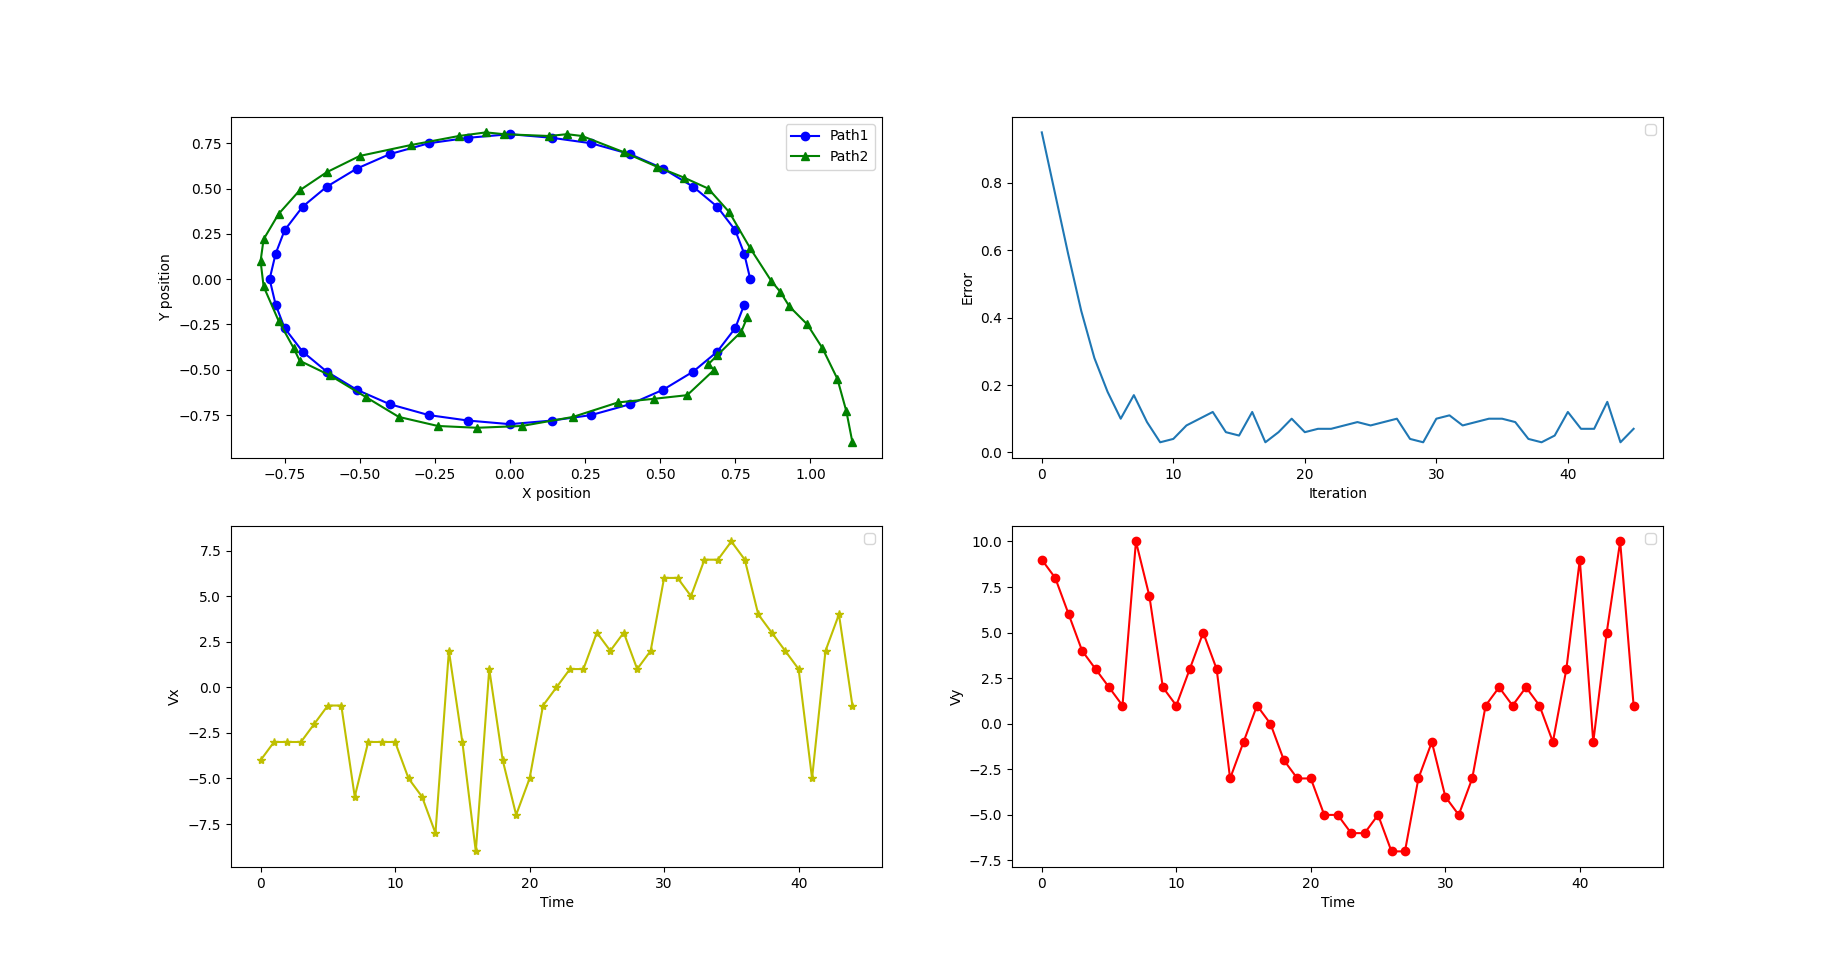 Path1
Path2
0.75
0.50
0.25
0.00
−0.25
−0.50
−0.75
Y position
−0.75 −0.50 −0.25 0.00 0.25 0.50 0.75 1.00
X position
0.8
0.6
0.4
0.2
0.0
Error
0 10 20 30 40
Iteration
7.5
5.0
2.5
0.0
−2.5
−5.0
−7.5
Vx
0 10 20 30 40
Time
10.0
7.5
5.0
2.5
0.0
−2.5
−5.0
−7.5
Vy
0 10 20 30 40
Time